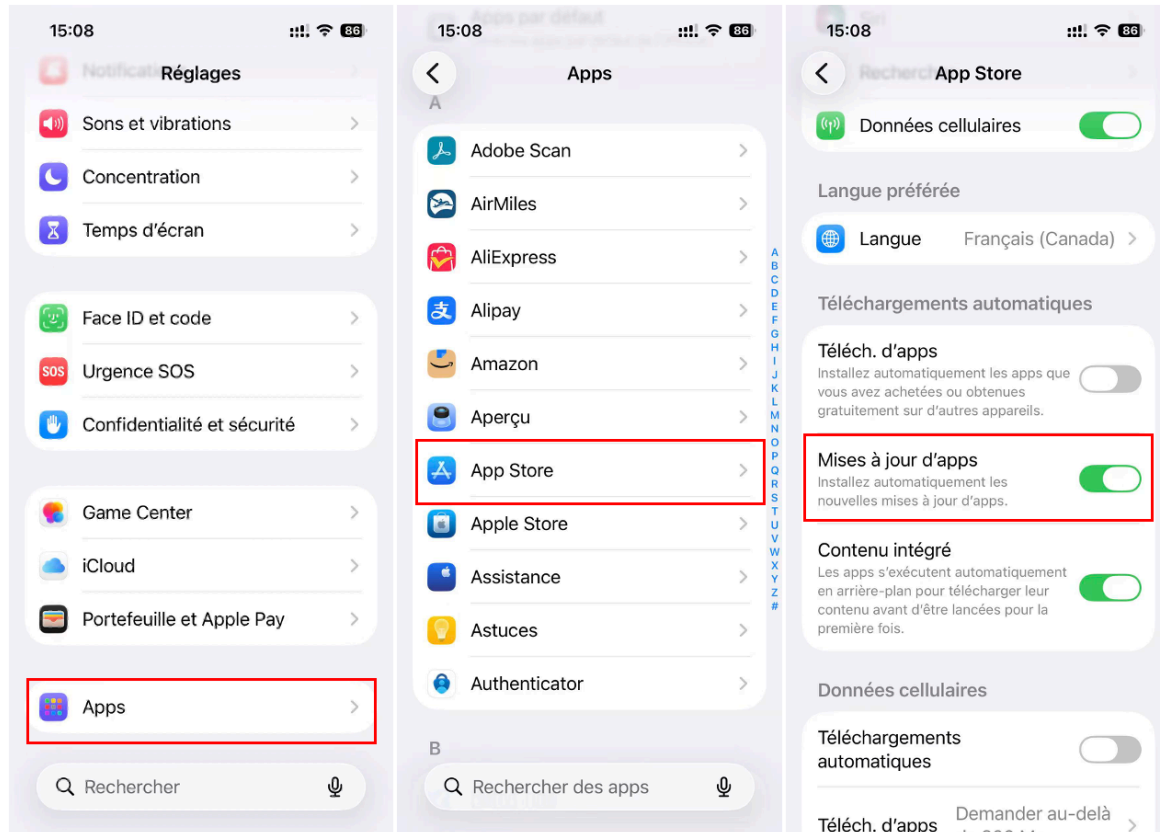 15:08
86
Notifications
Réglages
Sons et vibrations
Concentration
Temps d'écran
Face ID et code
SOS
Urgence SOS
Confidentialité et sécurité
Game Center
iCloud
Portefeuille et Apple Pay
Apps
Rechercher
Apps par défaut
15:08
86
Apps
A
Adobe Scan
AirMiles
AliExpress
Alipay
Amazon
Aperçu
App Store
Apple Store
Assistance
Astuces
Authenticator
B
Rechercher des apps
A
B
C
D
E
F
G
H
I
J
K
L
M
N
O
P
Q
R
S
T
U
V
W
X
Y
Z
#
Siri
15:08
86
Rechercher
App Store
Données cellulaires
Langue préférée
Langue Français (Canada)
Téléchargements automatiques
Téléch. d'apps
Installez automatiquement les apps que
vous avez achetées ou obtenues
gratuitement sur d'autres appareils.
Mises à jour d'apps
Installez automatiquement les
nouvelles mises à jour d'apps.
Contenu intégré
Les apps s'exécutent automatiquement
en arrière-plan pour télécharger leur
contenu avant d'être lancées pour la
première fois.
Données cellulaires
Téléchargements
automatiques
Téléch. d'apps Demander au-delà